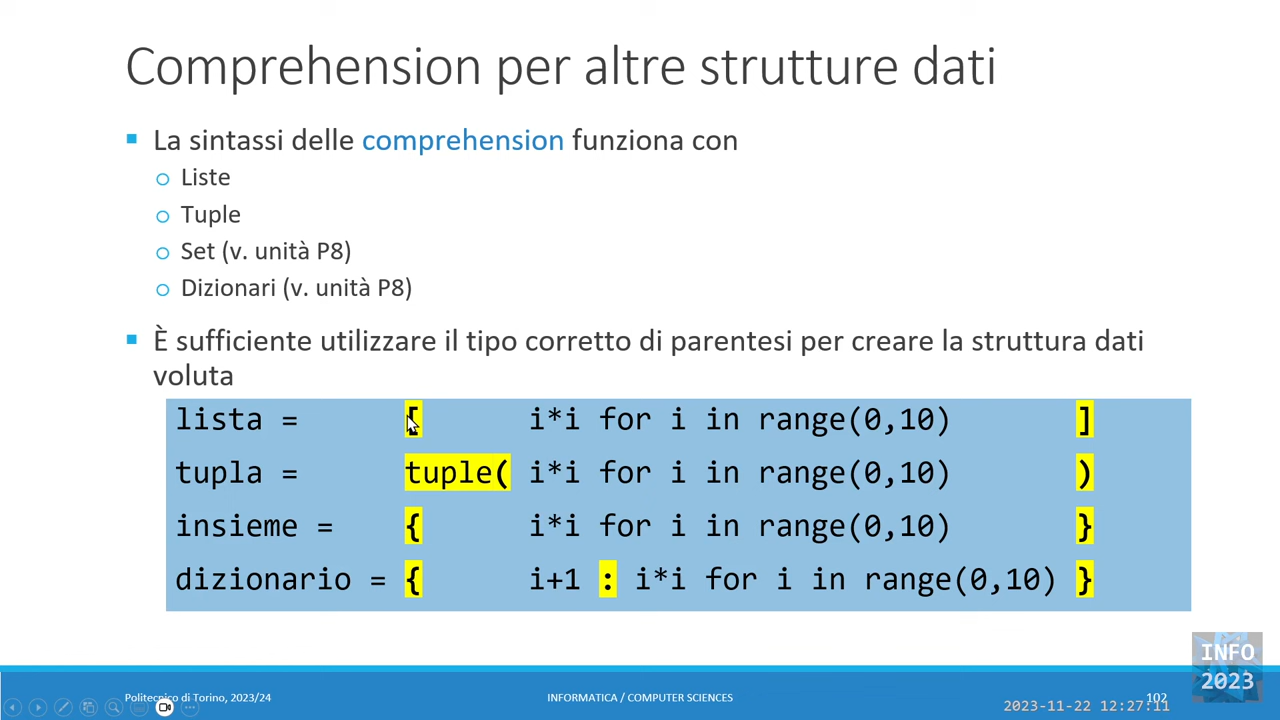 Comprehension per altre strutture dati
La sintassi delle comprehension funziona con
Liste
Tuple
Set (v. unità P8)
Dizionari (v. unità P8)
È sufficiente utilizzare il tipo corretto di parentesi per creare la struttura dati
voluta
lista = [ i*i for i in range(0,10) ]
tupla = tuple( i*i for i in range(0,10) )
insieme = { i*i for i in range(0,10) }
dizionario = { i+1 : i*i for i in range(0,10) }
INFO
2023
Politecnico di Torino, 2023/24
INFORMATICA / COMPUTER SCIENCES
102
2023-11-22 12:27:11